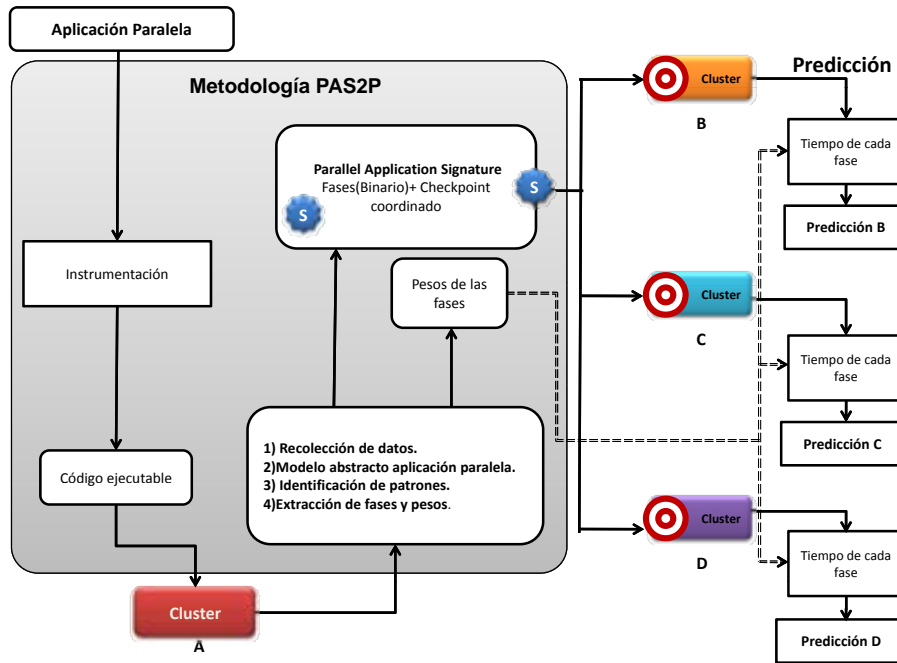 Aplicación Paralela
Metodología PAS2P
Parallel Application Signature
Fases(Binario)+ Checkpoint
coordinado
S
S
Instrumentación
Pesos de las
fases
1) Recolección de datos.
2)Modelo abstracto aplicación paralela.
3) Identificación de patrones.
4)Extracción de fases y pesos.
Código ejecutable
Cluster
A
Predicción
Cluster
B
Tiempo de cada
fase
Predicción B
Cluster
C
Tiempo de cada
fase
Predicción C
Cluster
D
Tiempo de cada
fase
Predicción D